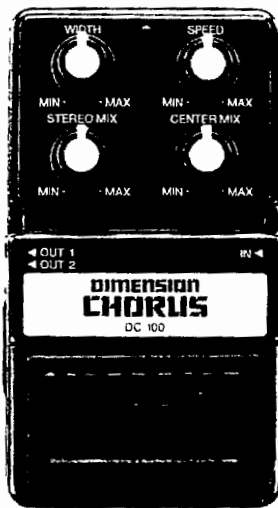 WIDTH SPEED
MIN MAX MIN MAX
STEREO MIX CENTER MIX
MIN MAX MIN MAX
◄ OUT 1 IN ◄
◄ OUT 2
DIMENSION
CHORUS
DC 100